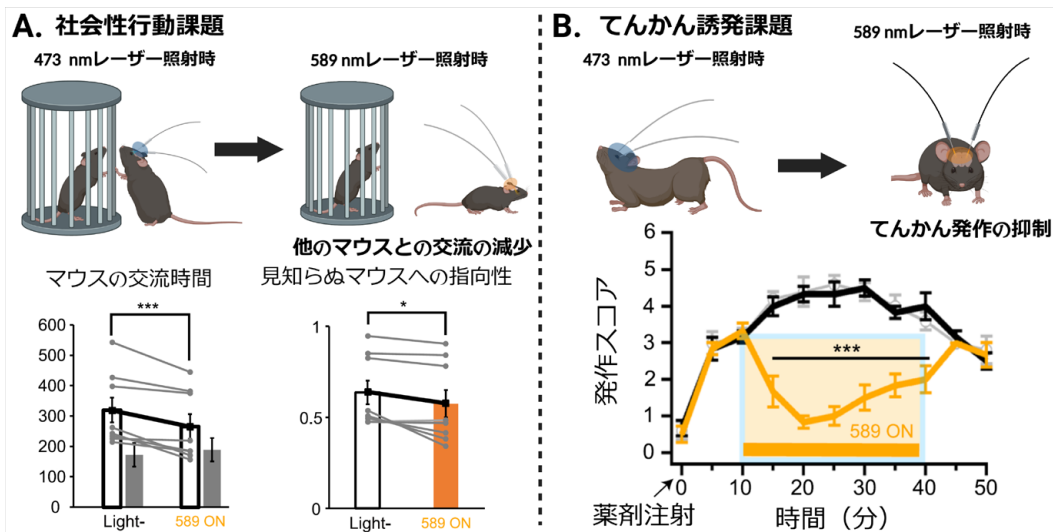 A. 社会性行動課題
473 nmレーザー照射時
589 nmレーザー照射時
他のマウスとの交流の減少
マウスの交流時間
見知らぬマウスへの指向性
***
600
500
400
300
200
100
0
Light-
589 ON
*
1
0.5
0
Light-
589 ON
B. てんかん誘発課題
473 nmレーザー照射時
589 nmレーザー照射時
てんかん発作の抑制
発作スコア
6
5
4
3
2
1
0
***
589 ON
0 10 20 30 40 50
薬剤注射
時間（分）